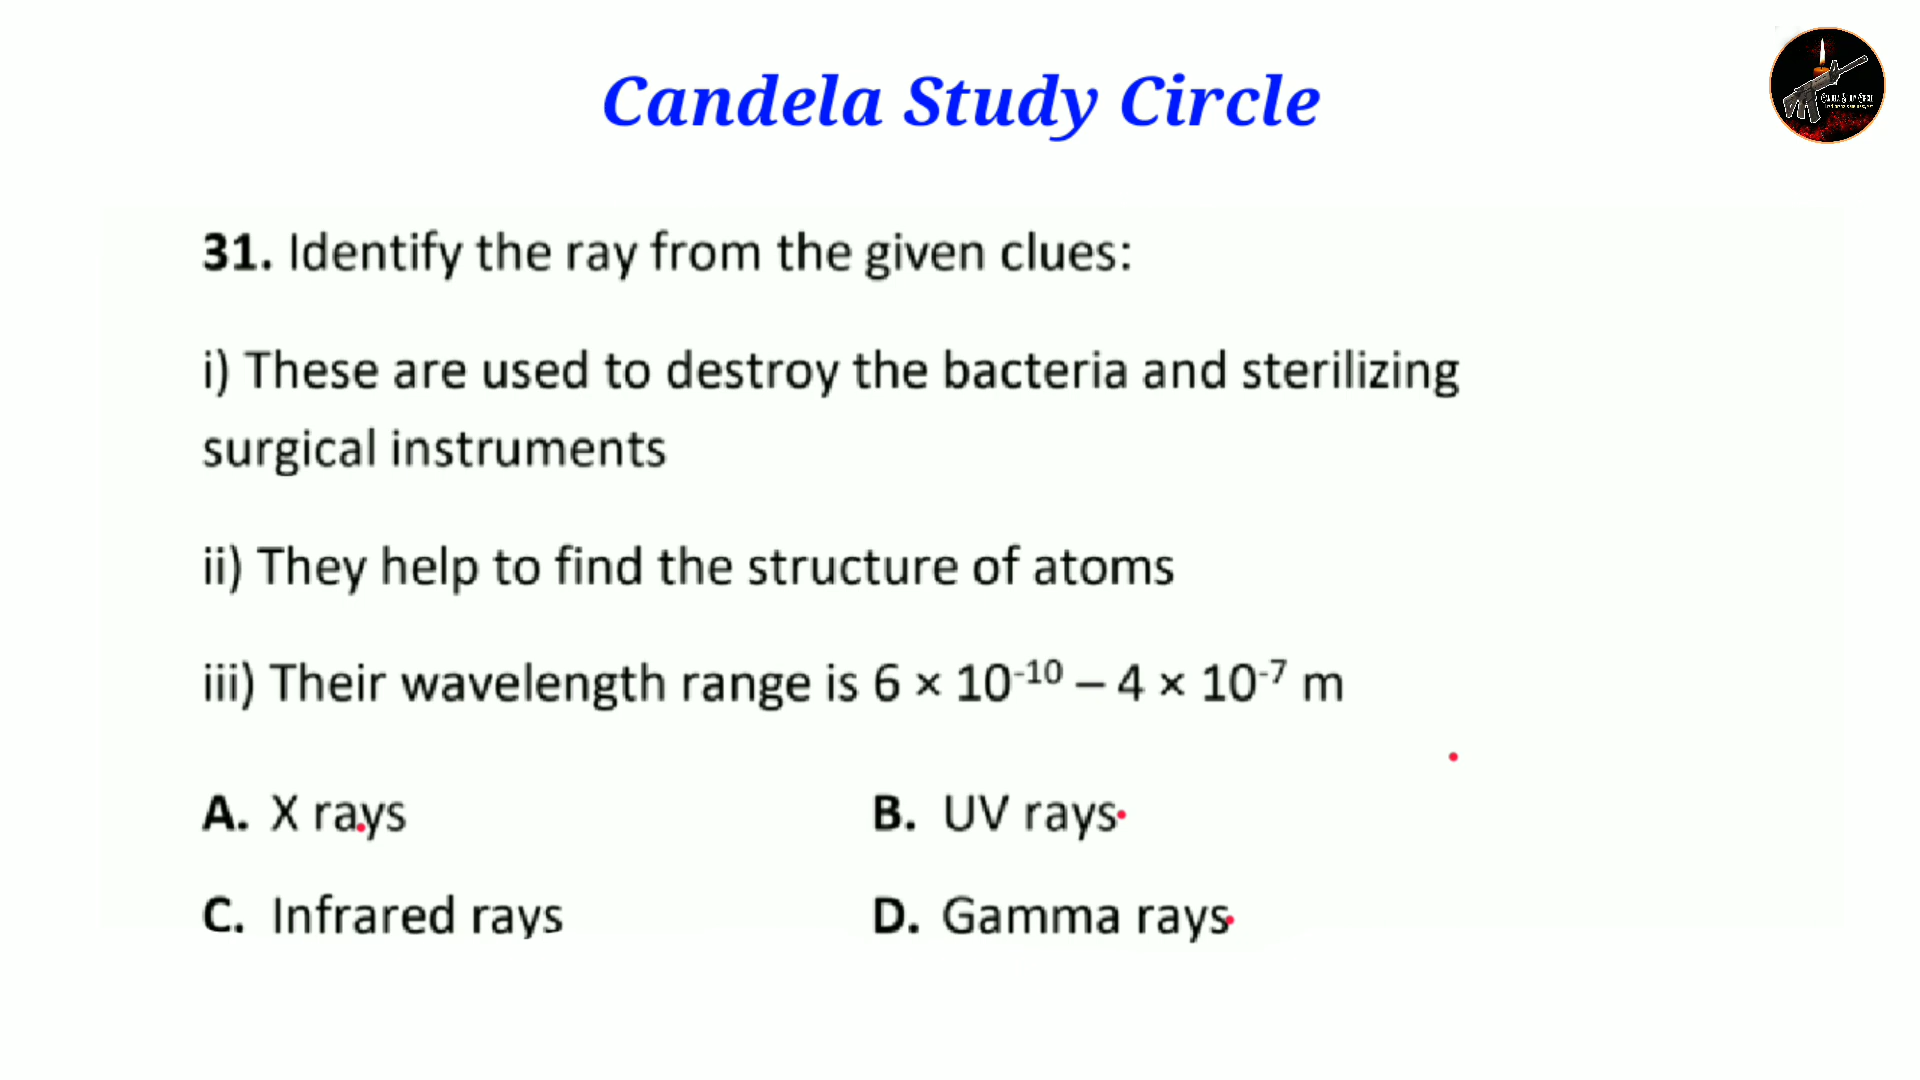 Candela Study Circle
31. Identify the ray from the given clues:
i) These are used to destroy the bacteria and sterilizing
surgical instruments
ii) They help to find the structure of atoms
iii) Their wavelength range is 6 × 10⁻¹⁰ – 4 × 10⁻⁷ m
A. X rays
B. UV rays
C. Infrared rays
D. Gamma rays